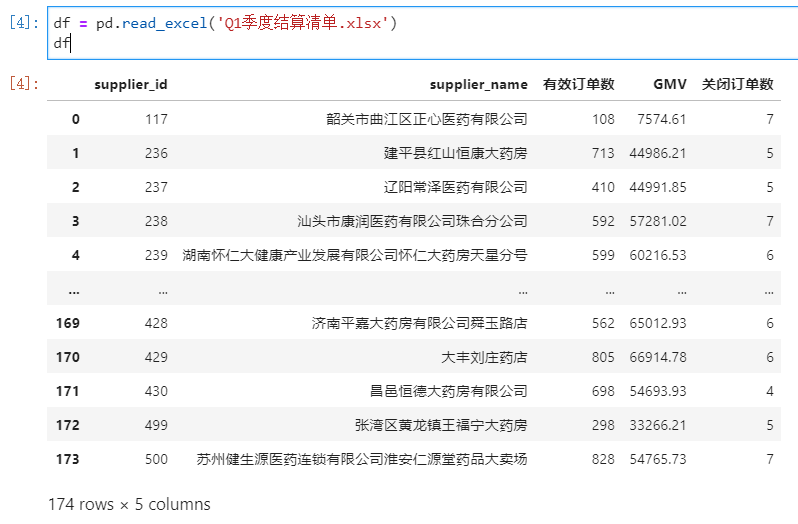 [4]: df = pd.read_excel('Q1季度结算清单.xlsx')
df
[4]: supplier_id supplier_name 有效订单数 GMV 关闭订单数
0 117 韶关市曲江区正心医药有限公司 108 7574.61 7
1 236 建平县红山恒康大药房 713 44986.21 5
2 237 辽阳常泽医药有限公司 410 44991.85 5
3 238 汕头市康润医药有限公司珠合分公司 592 57281.02 7
4 239 湖南怀仁大健康产业发展有限公司怀仁大药房天星分号 599 60216.53 6
... ... ... ... ... ...
169 428 济南平嘉大药房有限公司舜玉路店 562 65012.93 6
170 429 大丰刘庄药店 805 66914.78 6
171 430 昌邑恒德大药房有限公司 698 54693.93 4
172 499 张湾区黄龙镇王福宁大药房 298 33266.21 5
173 500 苏州健生源医药连锁有限公司淮安仁源堂药品大卖场 828 54765.73 7
174 rows × 5 columns